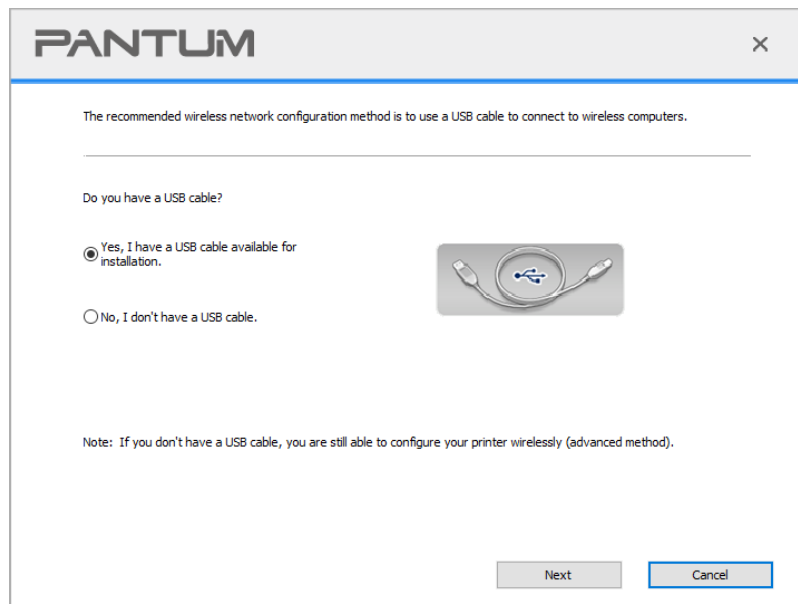 PANTUM
The recommended wireless network configuration method is to use a USB cable to connect to wireless computers.
Do you have a USB cable?
Yes, I have a USB cable available for
installation.
No, I don't have a USB cable.
Note: If you don't have a USB cable, you are still able to configure your printer wirelessly (advanced method).
Next
Cancel